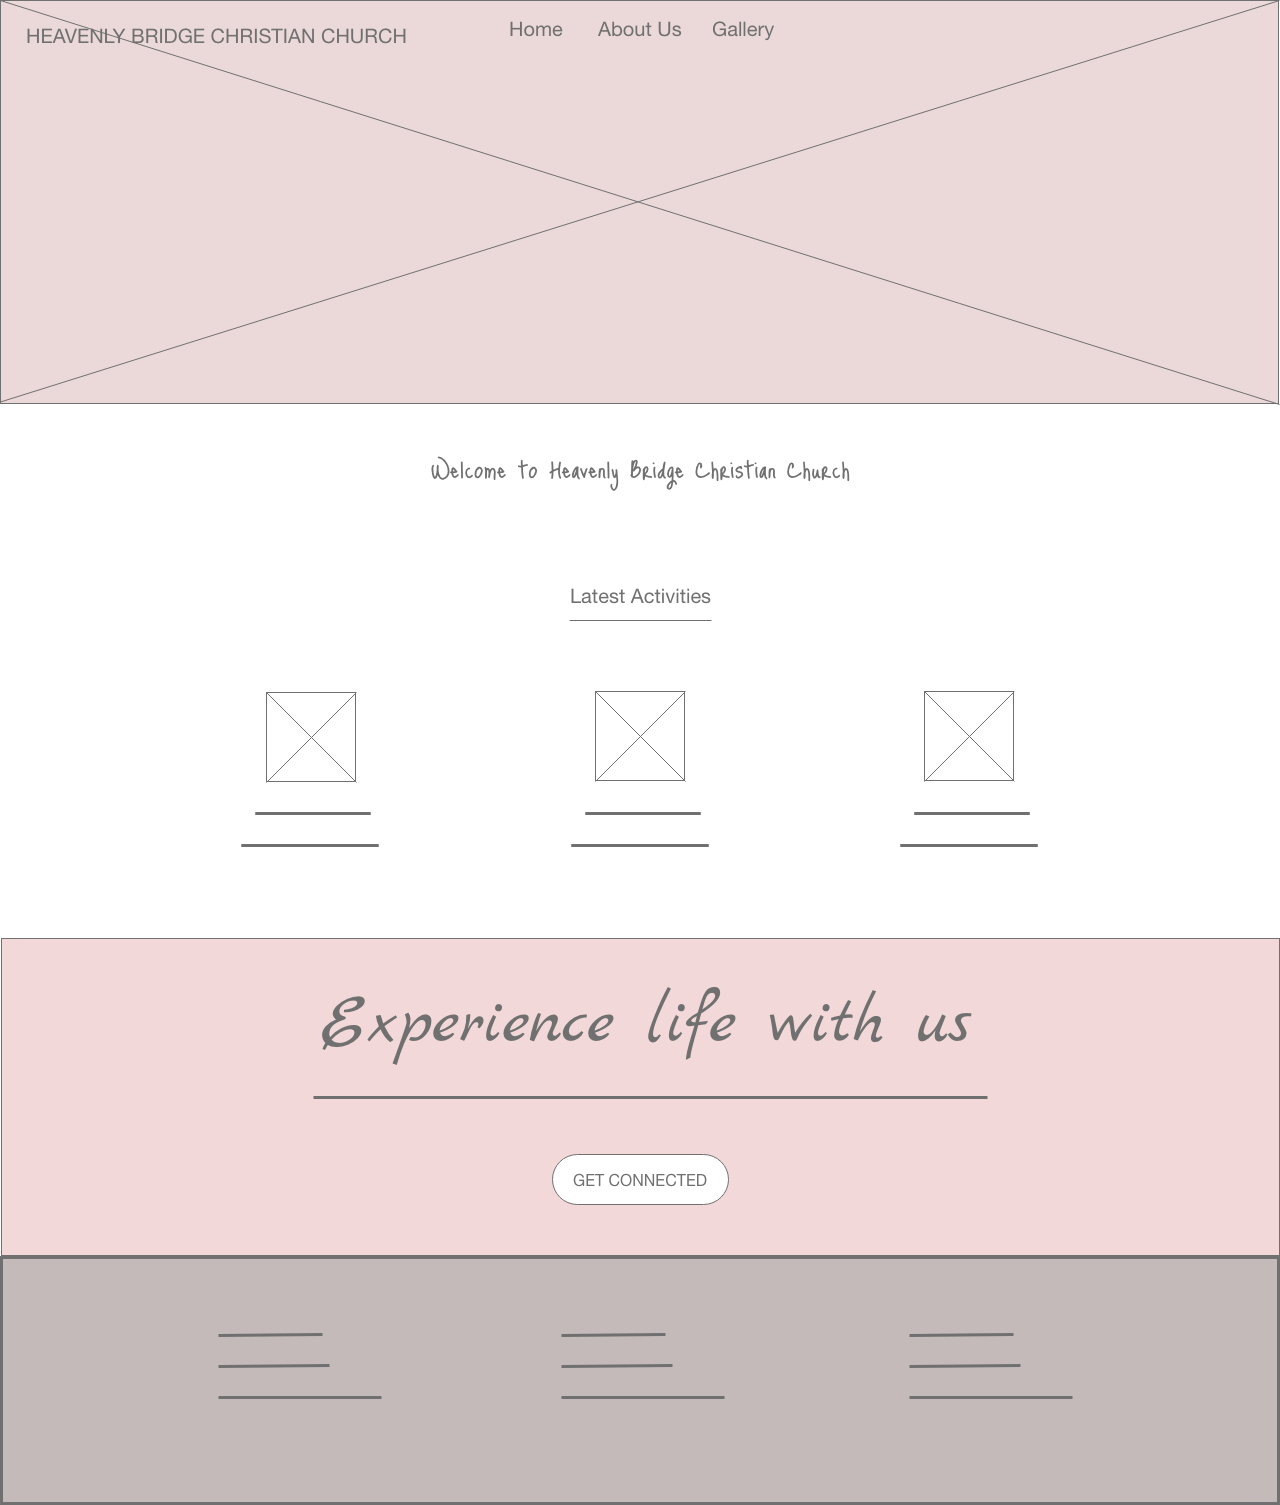 HEAVENLY BRIDGE CHRISTIAN CHURCH
Home About Us Gallery
Welcome to Heavenly Bridge Christian Church
Latest Activities
Experience life with us
GET CONNECTED